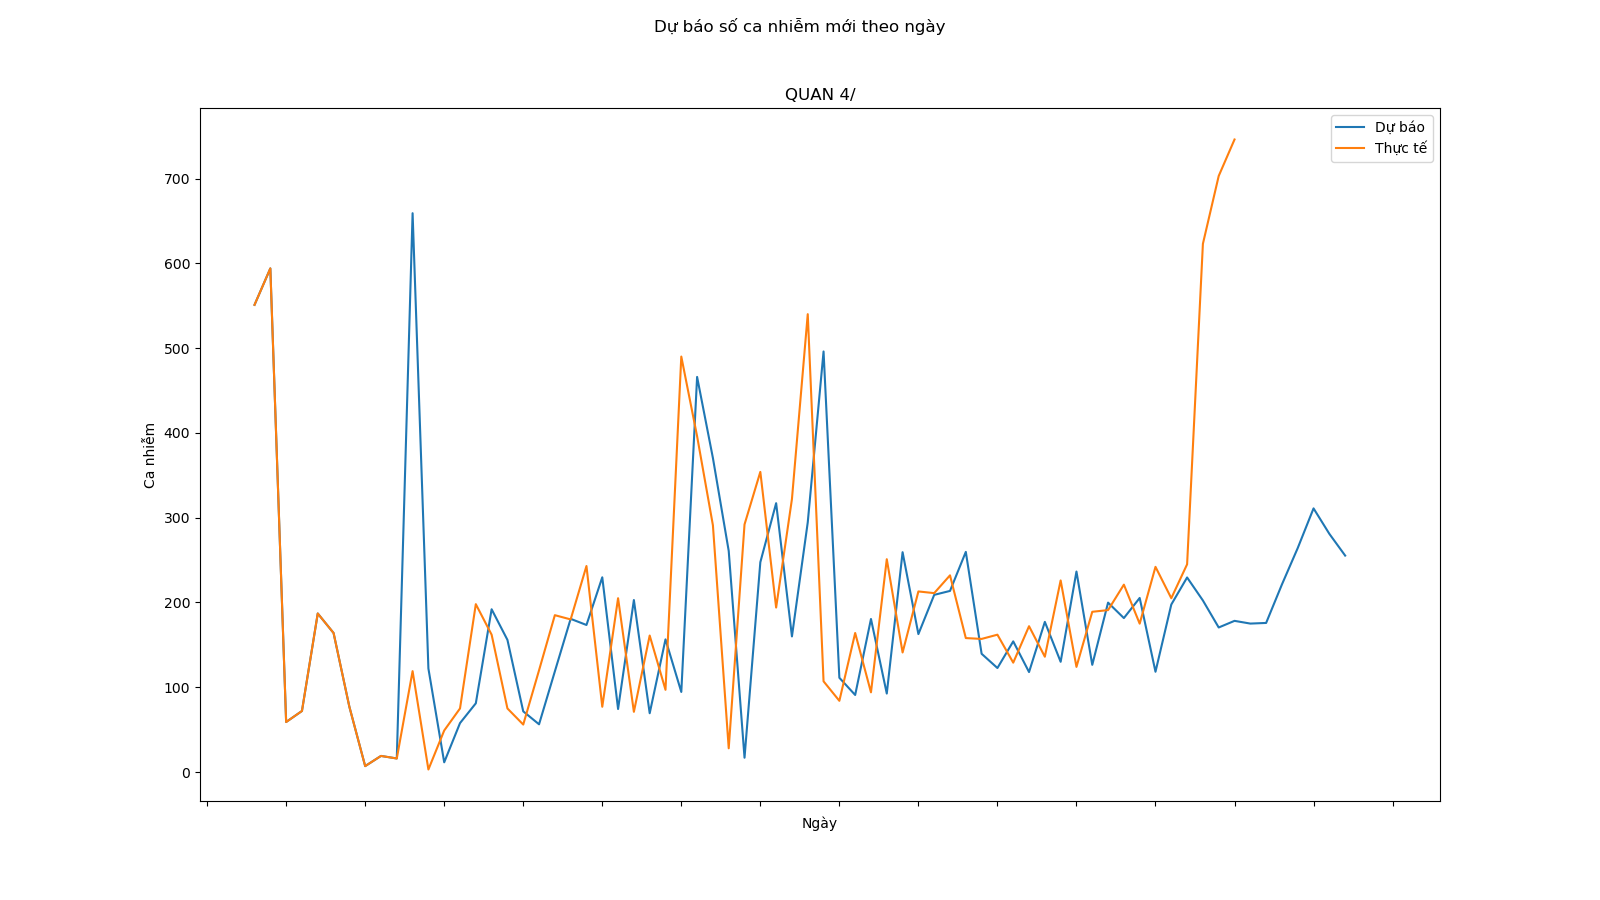 Dự báo số ca nhiễm mới theo ngày
QUAN 4/
Dự báo
Thực tế
700
600
500
400
300
200
100
0
Ca nhiễm
Ngày